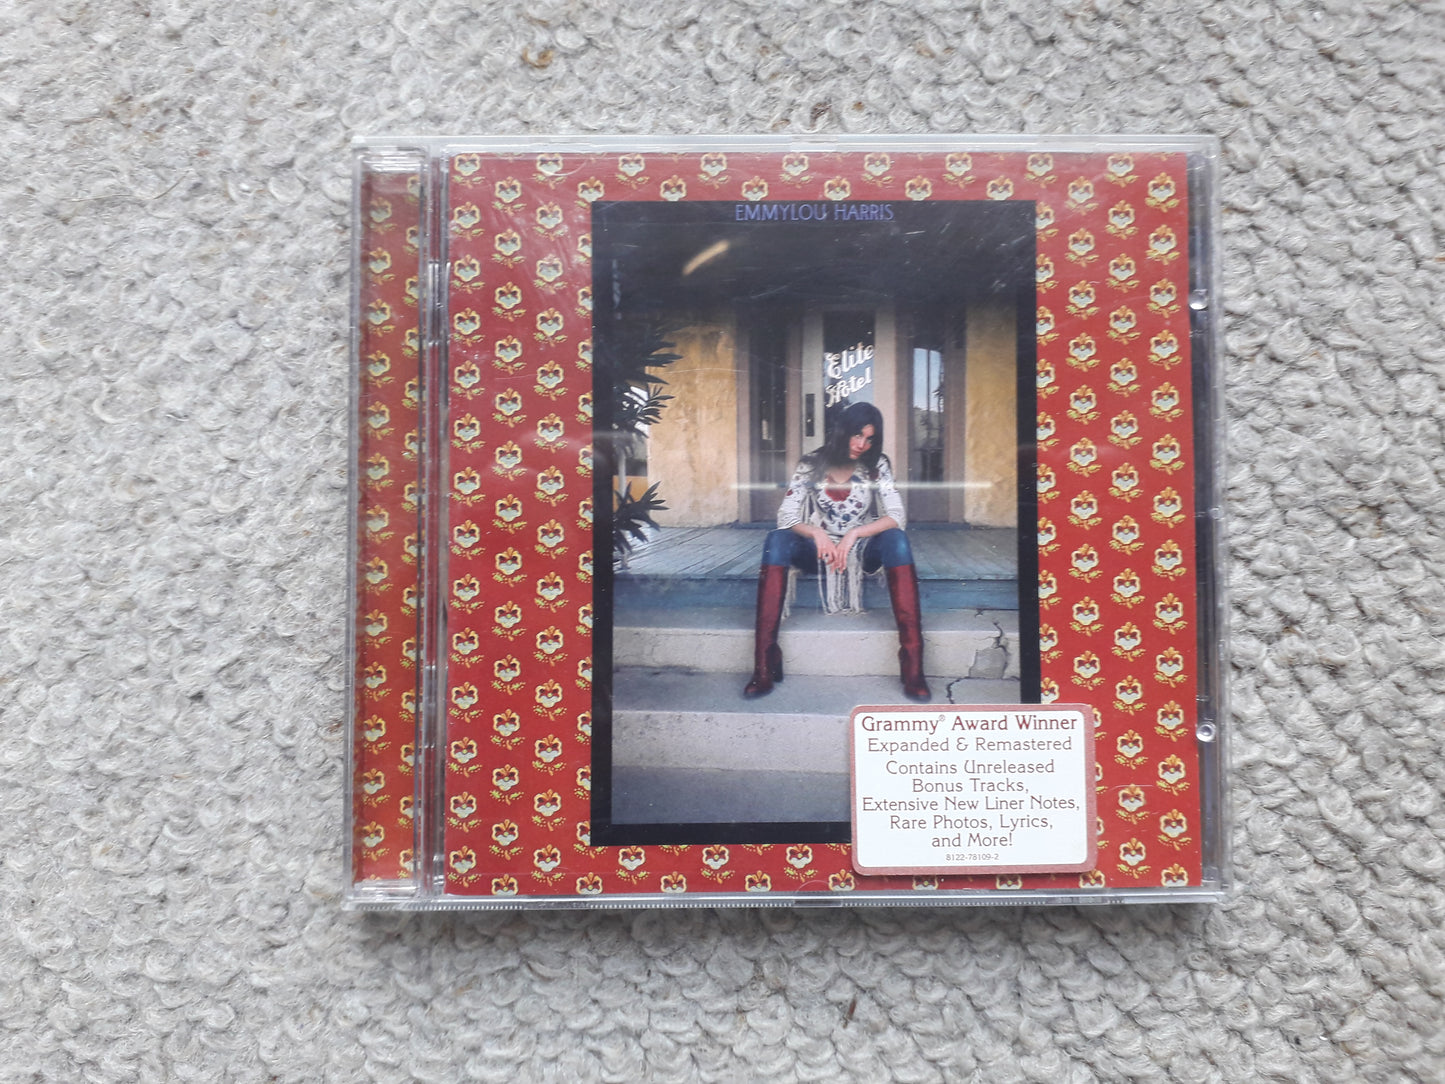 EMMYLOU HARRIS
Elite
Hotel
Grammy® Award Winner
Expanded & Remastered
Contains Unreleased
Bonus Tracks,
Extensive New Liner Notes,
Rare Photos, Lyrics,
and More!
8122-78109-2